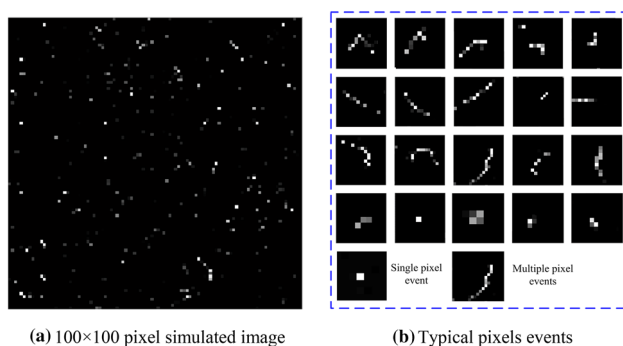 Single pixel
event
Multiple pixel
events
(a) 100×100 pixel simulated image
(b) Typical pixels events